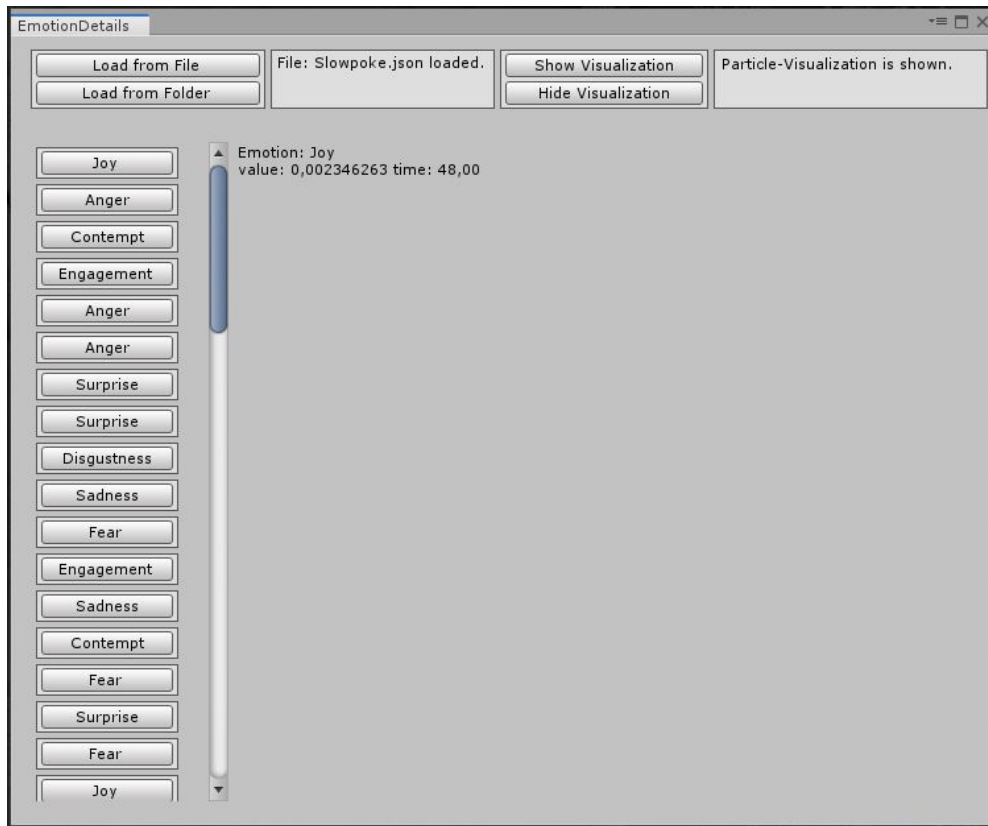 EmotionDetails
Load from File
Load from Folder
File: Slowpoke.json loaded.
Show Visualization
Hide Visualization
Particle-Visualization is shown.
Joy
Anger
Contempt
Engagement
Anger
Anger
Surprise
Surprise
Disgustness
Sadness
Fear
Engagement
Sadness
Contempt
Fear
Surprise
Fear
Joy
Emotion: Joy
value: 0,002346263 time: 48,00